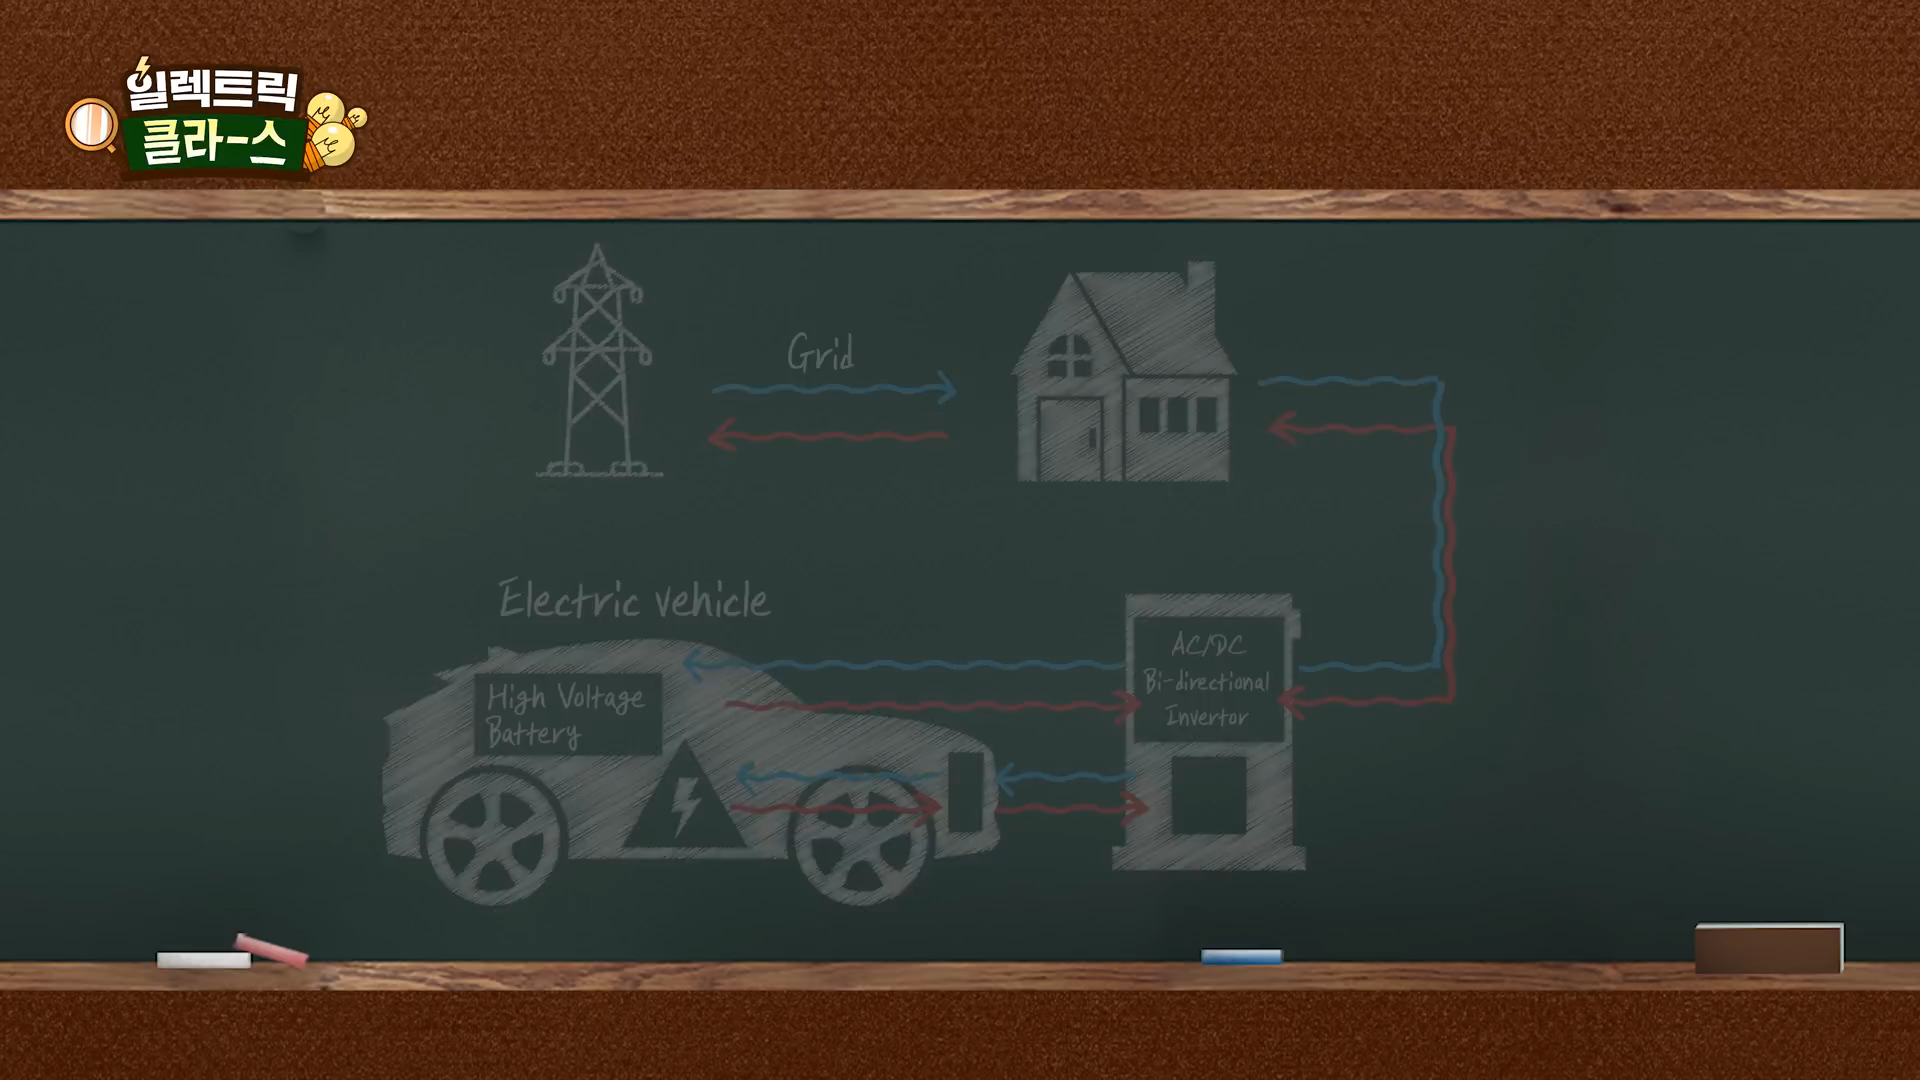 일렉트릭
클라-스
Grid
Electric vehicle
High Voltage
Battery
AC/DC
Bi-directional
Invertor